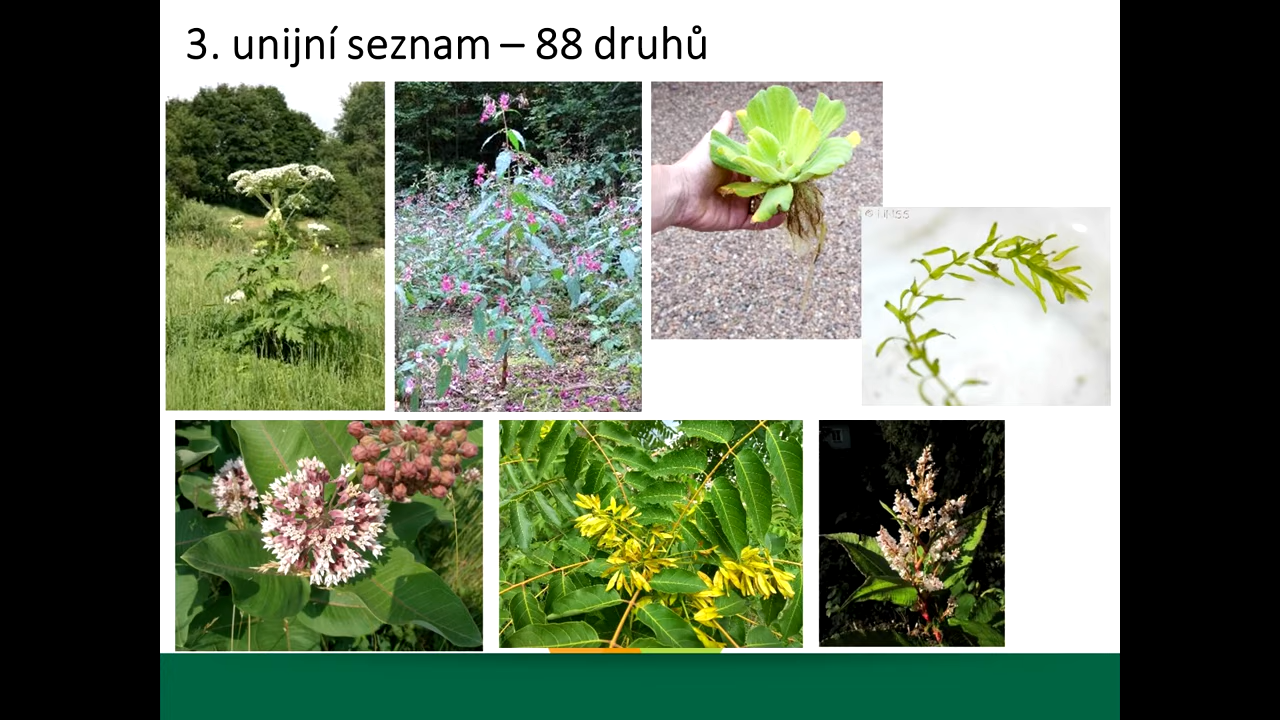 3. unijní seznam – 88 druhů